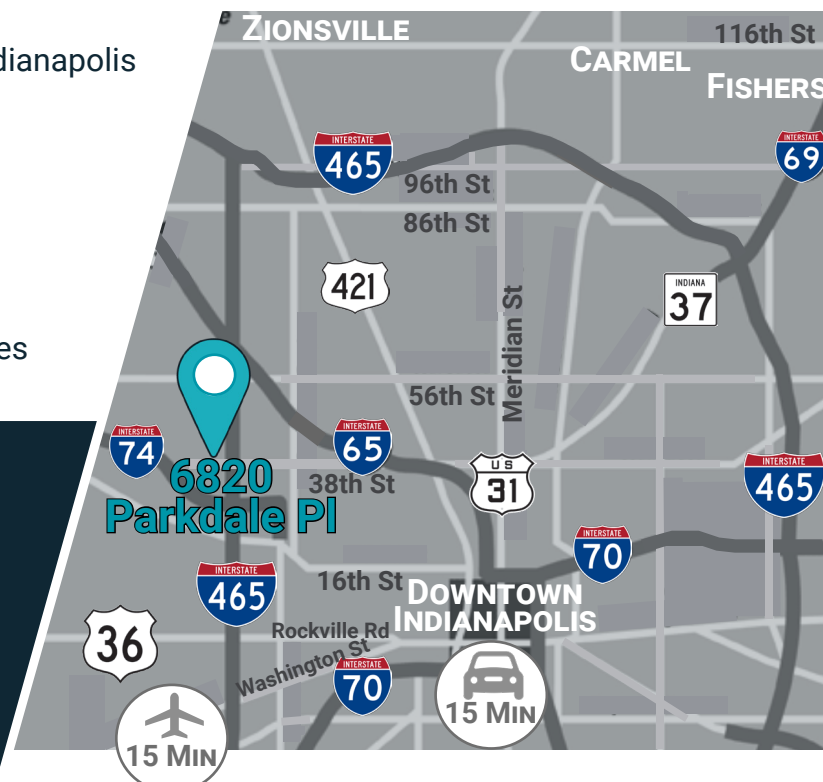 ZIONSVILLE
116th St
dianapolis
CARMEL
FISHERS
INTERSTATE
465
INTERSTATE
69
96th St
86th St
421
INDIANA
37
Meridian St
es
56th St
INTERSTATE
74
INTERSTATE
65
6820
Parkdale Pl
38th St
US
31
INTERSTATE
465
INTERSTATE
70
INTERSTATE
465
16th St
DOWNTOWN
INDIANAPOLIS
36
Rockville Rd
Washington St
INTERSTATE
70
15 MIN
15 MIN